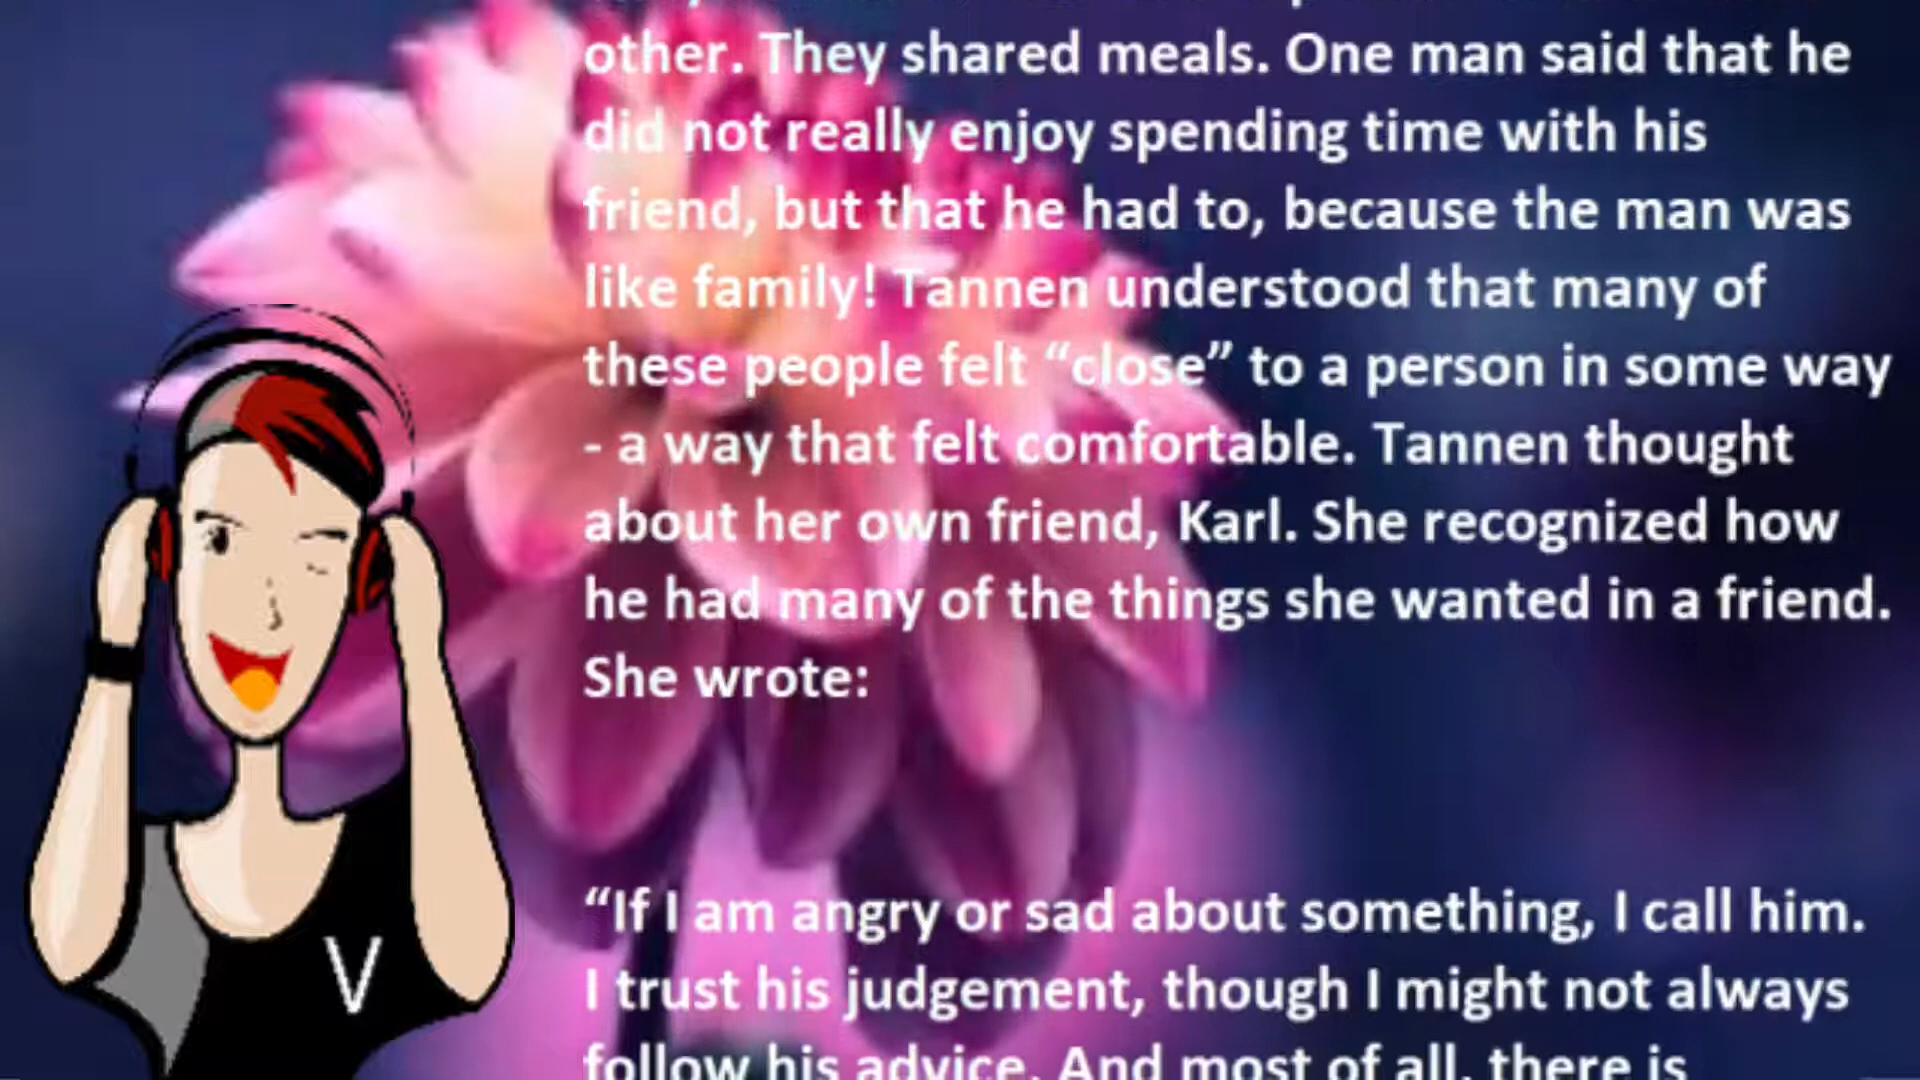 other. They shared meals. One man said that he
did not really enjoy spending time with his
friend, but that he had to, because the man was
like family! Tannen understood that many of
these people felt “close” to a person in some way
- a way that felt comfortable. Tannen thought
about her own friend, Karl. She recognized how
he had many of the things she wanted in a friend.
She wrote:
“If I am angry or sad about something, I call him.
I trust his judgement, though I might not always
follow his advice. And most of all, there is
V